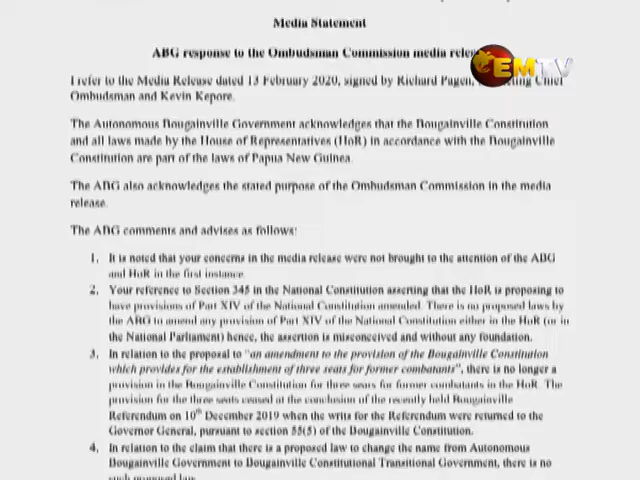 Media Statement
ABG response to the Ombudsman Commission media
EMTV
I refer to the Media Release dated 13 February 2020, signed by Richard Pagen, Chief
Ombudsman and Kevin Kepore.
The Autonomous Bougainville Government acknowledges that the Bougainville Constitution
and all laws made by the House of Representatives (HoR) in accordance with the Bougainville
Constitution are part of the laws of Papua New Guinea.
The ABG also acknowledges the stated purpose of the Ombudsman Commission in the media
release.
The ABG comments and advises as follows:
1. It is noted that your concerns in the media release were not brought to the attention of the ABG
and HoR in the first instance.
2. Your reference to Section 345 in the National Constitution asserting that the HoR is proposing to
have provisions of Part XIV of the National Constitution amended. There is no proposed laws by
the ABG to amend any provision of Part XIV of the National Constitution either in the HoR (or in
the National Parliament) hence, the assertion is misconceived and without any foundation.
3. In relation to the proposal to "an amendment to the provision of the Bougainville Constitution
which provides for the establishment of three seats for former combatants", there is no longer a
provision in the Bougainville Constitution for three seats for former combatants in the HoR. The
provision for the three seats ceased at the conclusion of the recently held Bougainville
Referendum on 10th December 2019 when the writs for the Referendum were returned to the
Governor General, pursuant to section 55(5) of the Bougainville Constitution.
4. In relation to the claim that there is a proposed law to change the name from Autonomous
Bougainville Government to Bougainville Constitutional Transitional Government, there is no
such proposed law.